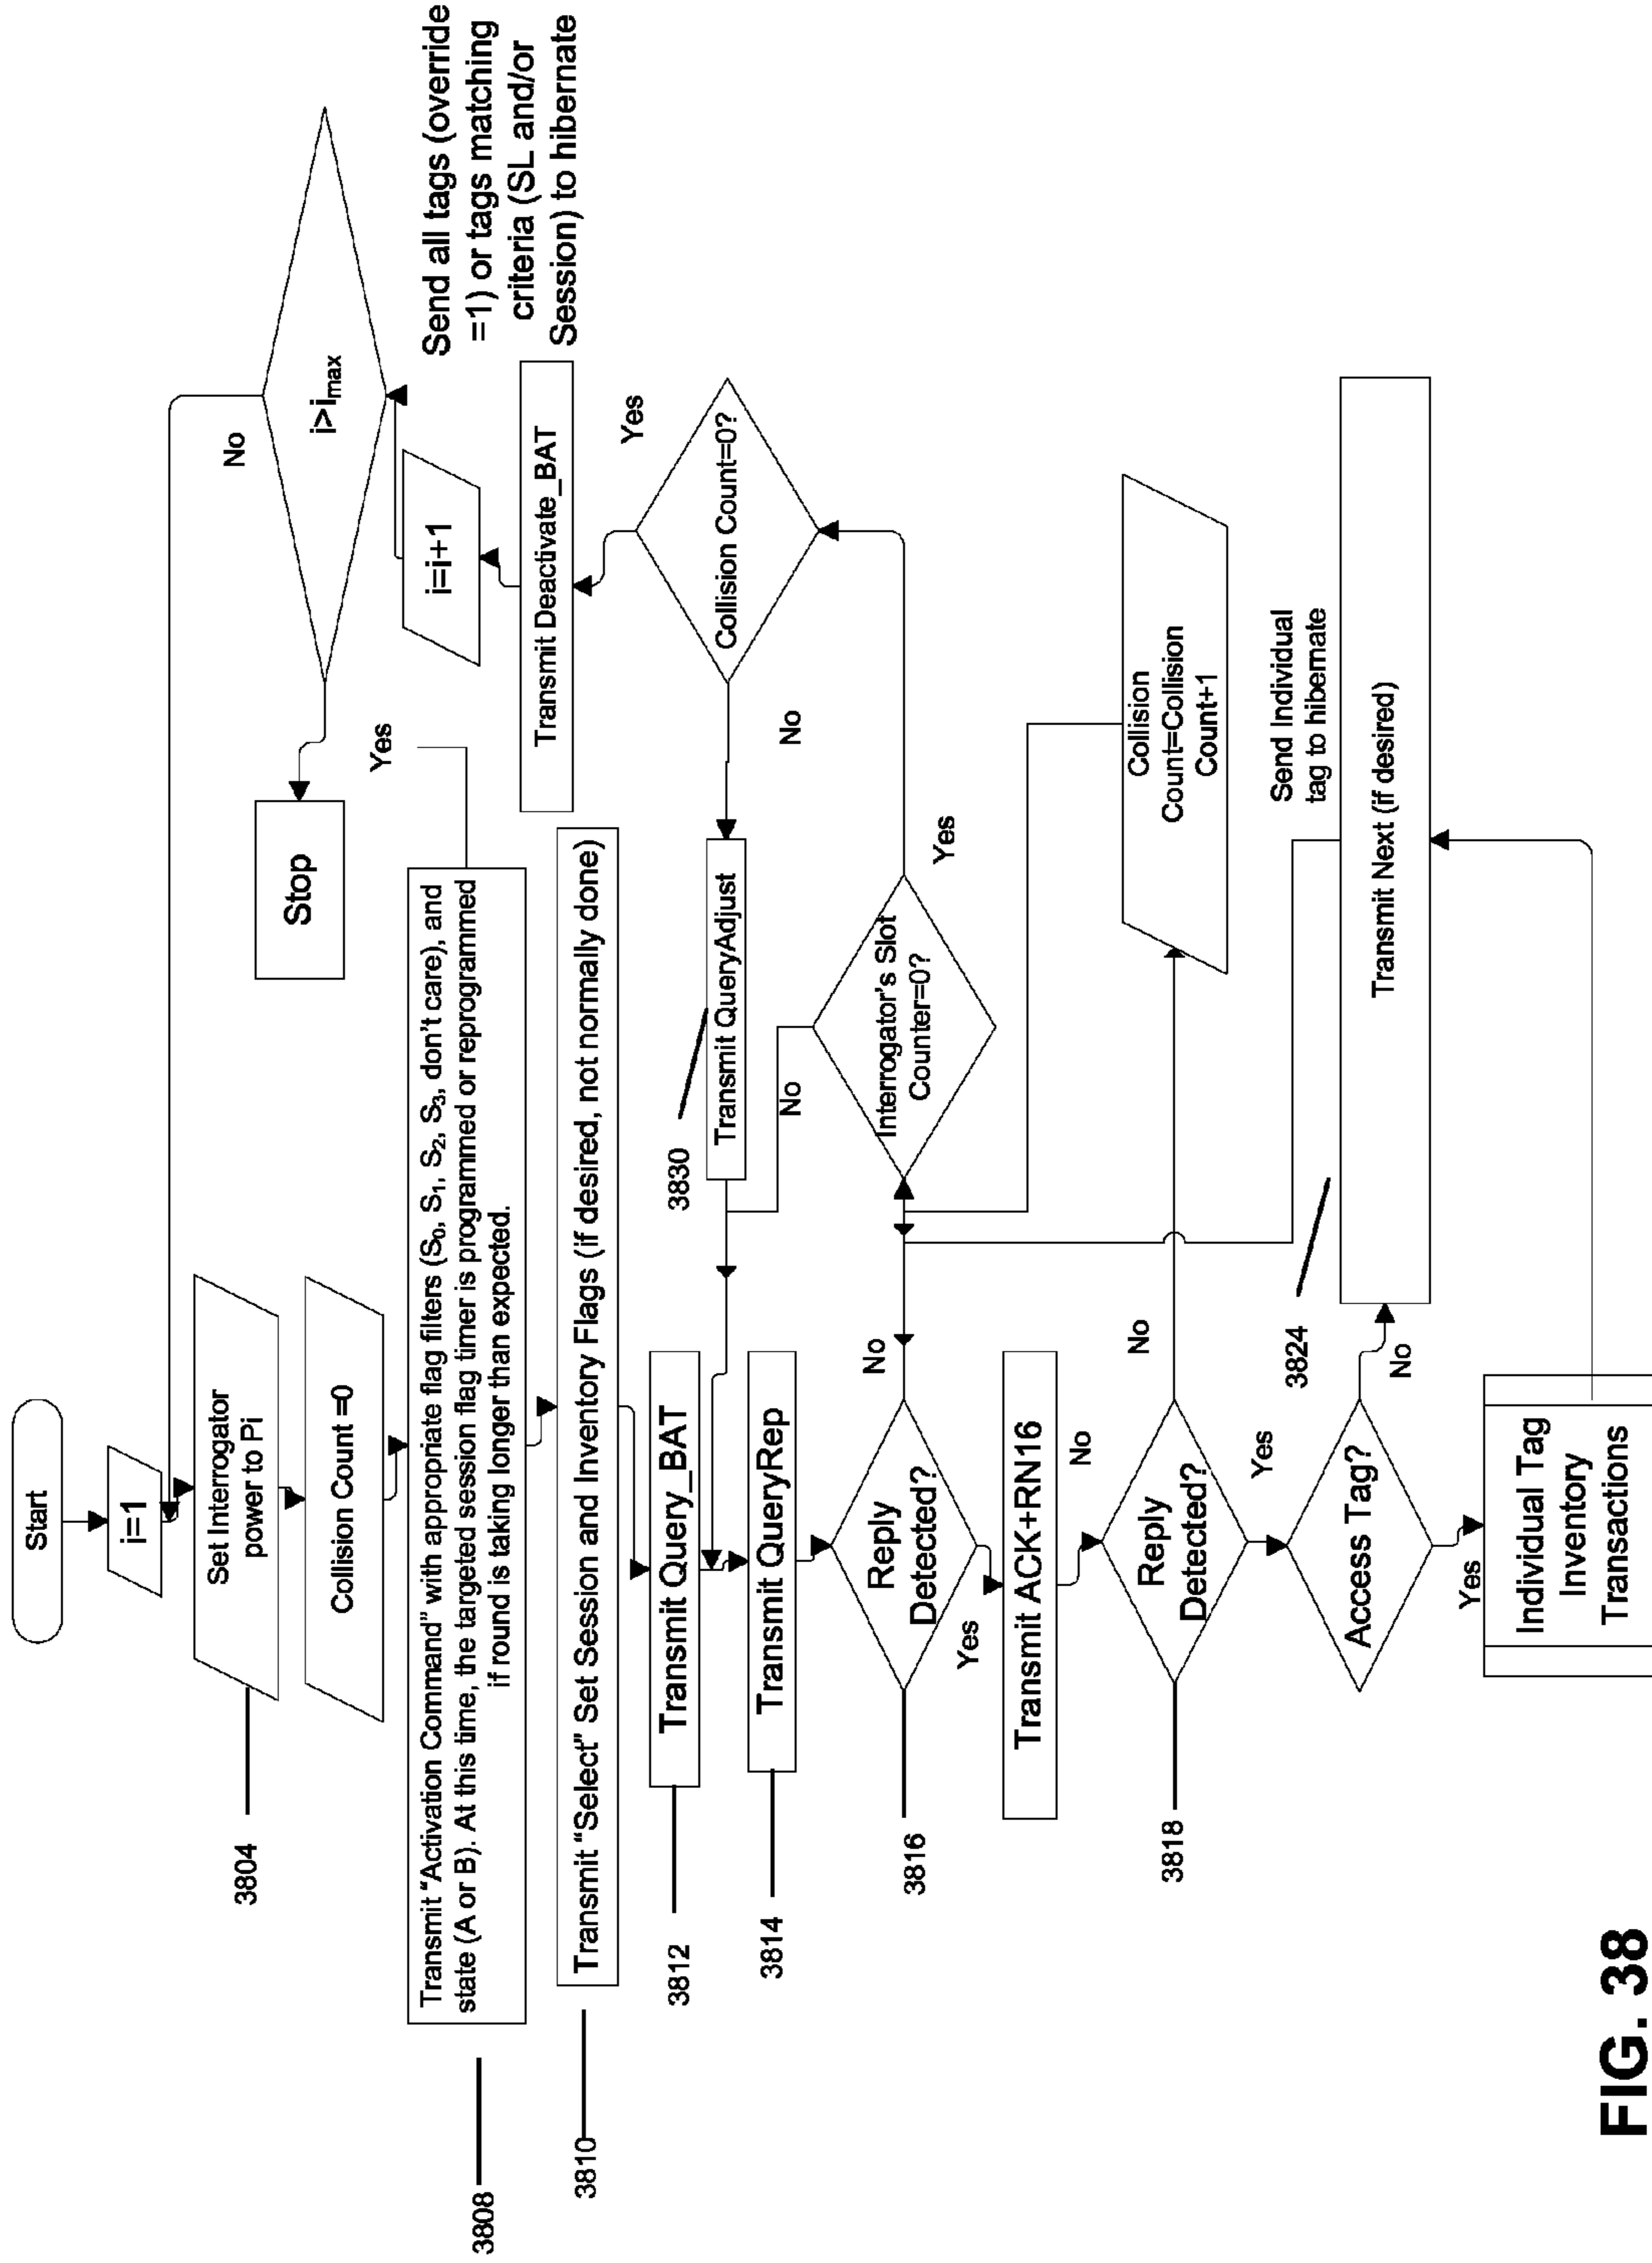 Start
i=1
Set Interrogator
power to Pi
3804
Collision Count =0
Transmit “Activation Command” with appropriate flag filters (S₀, S₁, S₂, S₃, don't care), and
state (A or B). At this time, the targeted session flag timer is programmed or reprogrammed
if round is taking longer than expected.
3808
Transmit “Select” Set Session and Inventory Flags (if desired, not normally done)
3810
Transmit Query_BAT
3812
Transmit QueryRep
3814
Reply
Detected?
3816
No
Yes
Transmit ACK+RN16
No
Reply
Detected?
3818
No
Yes
Access Tag?
No
Yes
Individual Tag
Inventory
Transactions
3824
Transmit Next (if desired)
Send Individual
tag to hibernate
Collision
Count=Collision
Count+1
Interrogator's Slot
Counter=0?
No
Yes
3830
Transmit QueryAdjust
No
Collision Count=0?
Yes
Transmit Deactivate_BAT
Send all tags (override
=1) or tags matching
criteria (SL and/or
Session) to hibernate
i=i+1
i>iₘₐₓ
No
Yes
Stop
FIG. 38